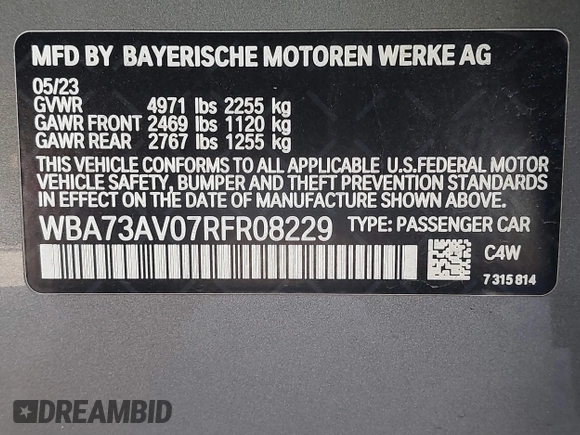 MFD BY BAYERISCHE MOTOREN WERKE AG
05/23
GVWR 4971 lbs 2255 kg
GAWR FRONT 2469 lbs 1120 kg
GAWR REAR 2767 lbs 1255 kg
THIS VEHICLE CONFORMS TO ALL APPLICABLE U.S.FEDERAL MOTOR
VEHICLE SAFETY, BUMPER AND THEFT PREVENTION STANDARDS
IN EFFECT ON THE DATE OF MANUFACTURE SHOWN ABOVE.
WBA73AV07RFR08229 TYPE: PASSENGER CAR
C4W
7 315 814
DREAMBID